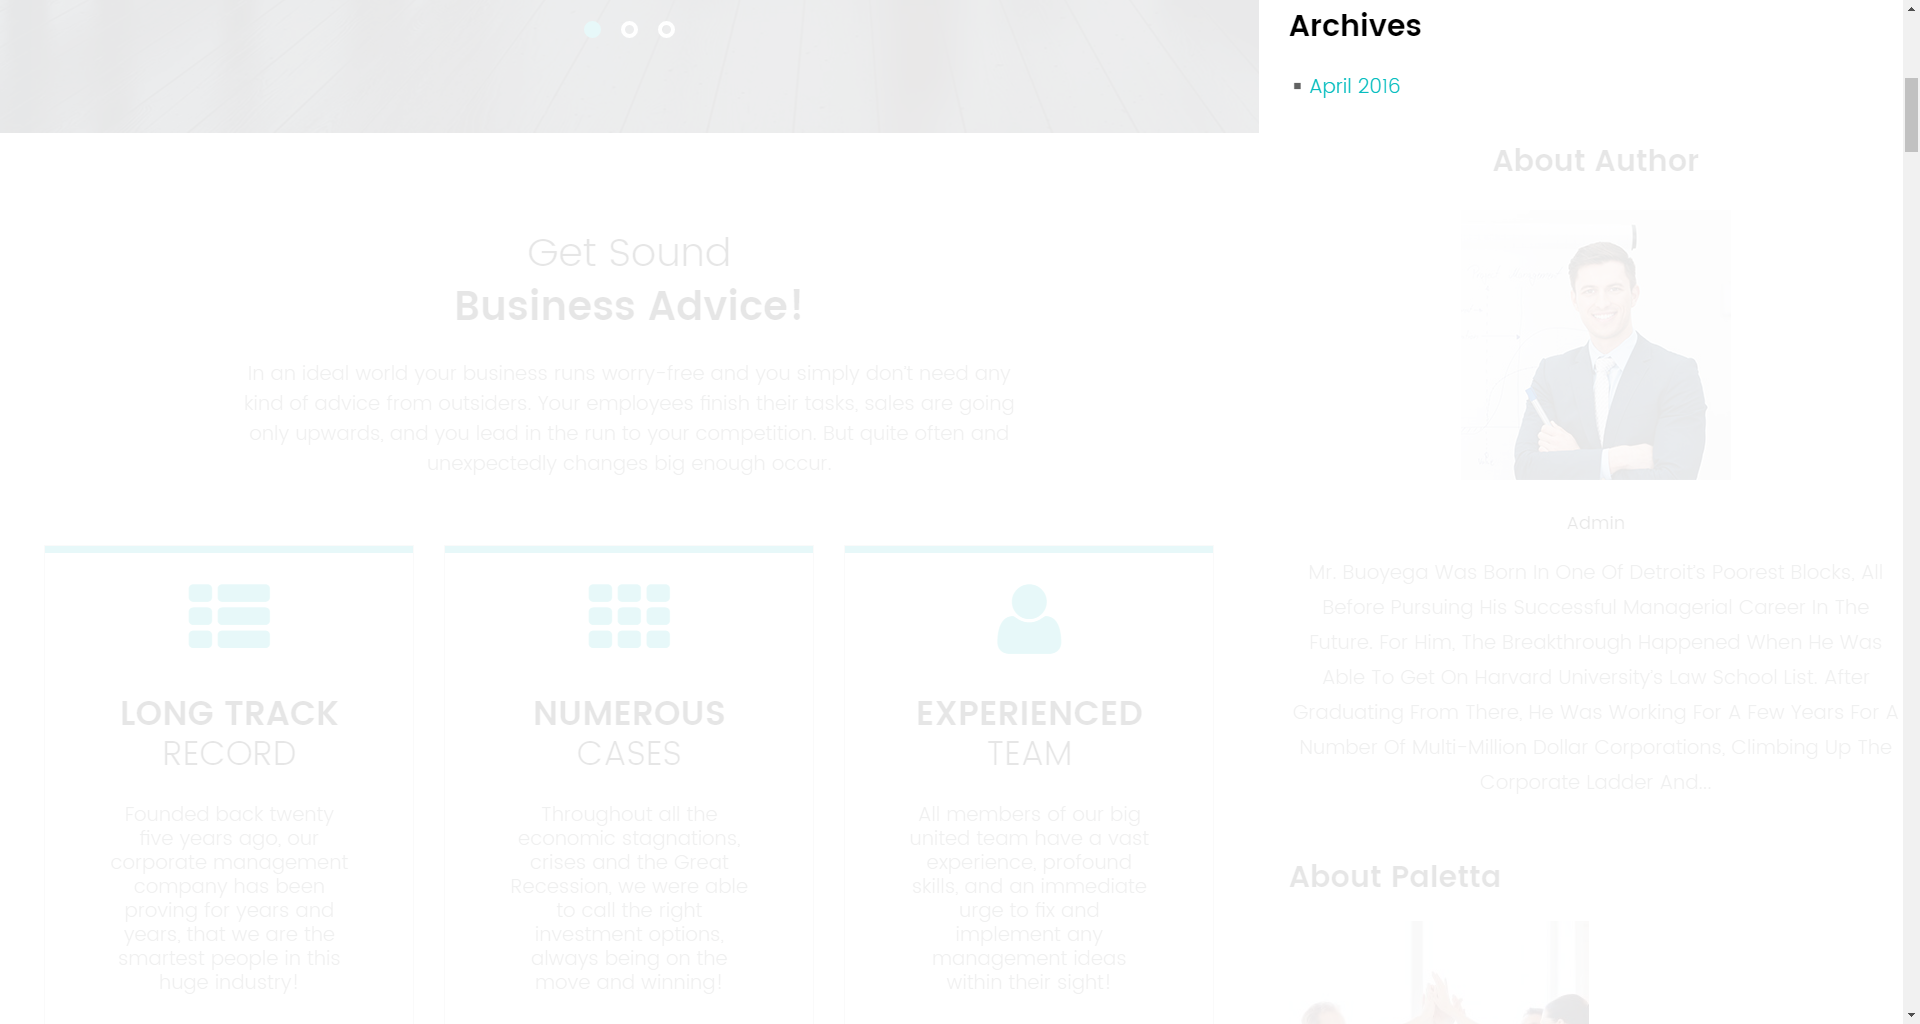 Archives
April 2016
Get Sound
Business Advice!
In an ideal world your business runs worry-free and you simply don't need any
kind of advice from outsiders. Your employees finish their tasks, sales are going
only upwards, and you lead in the run to your competition. But quite often and
unexpectedly changes big enough occur.
LONG TRACK
RECORD
Founded back twenty
five years ago, our
corporate management
company has been
proving for years and
years, that we are the
smartest people in this
huge industry!
NUMEROUS
CASES
Throughout all the
economic stagnations,
crises and the Great
Recession, we were able
to call the right
investment options,
always being on the
move and winning!
EXPERIENCED
TEAM
All members of our big
united team have a vast
experience, profound
skills, and an immediate
urge to fix and
implement any
management ideas
within their sight!
About Author
Admin
Mr. Buoyega Was Born In One Of Detroit's Poorest Blocks, All
Before Pursuing His Successful Managerial Career In The
Future. For Him, The Breakthrough Happened When He Was
Able To Get On Harvard University's Law School List. After
Graduating From There, He Was Working For A Few Years For A
Number Of Multi-Million Dollar Corporations, Climbing Up The
Corporate Ladder And...
About Paletta